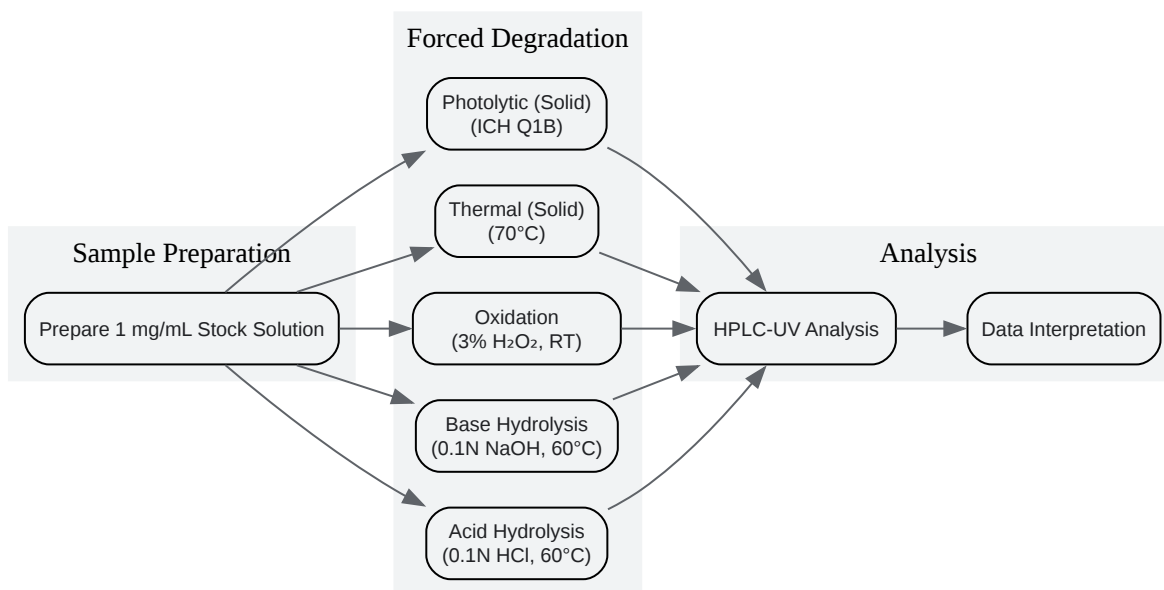 Forced Degradation
Photolytic (Solid)
(ICH Q1B)
Thermal (Solid)
(70°C)
Sample Preparation
Analysis
Prepare 1 mg/mL Stock Solution
Oxidation
(3% H₂O₂, RT)
HPLC-UV Analysis
Data Interpretation
Base Hydrolysis
(0.1N NaOH, 60°C)
Acid Hydrolysis
(0.1N HCl, 60°C)